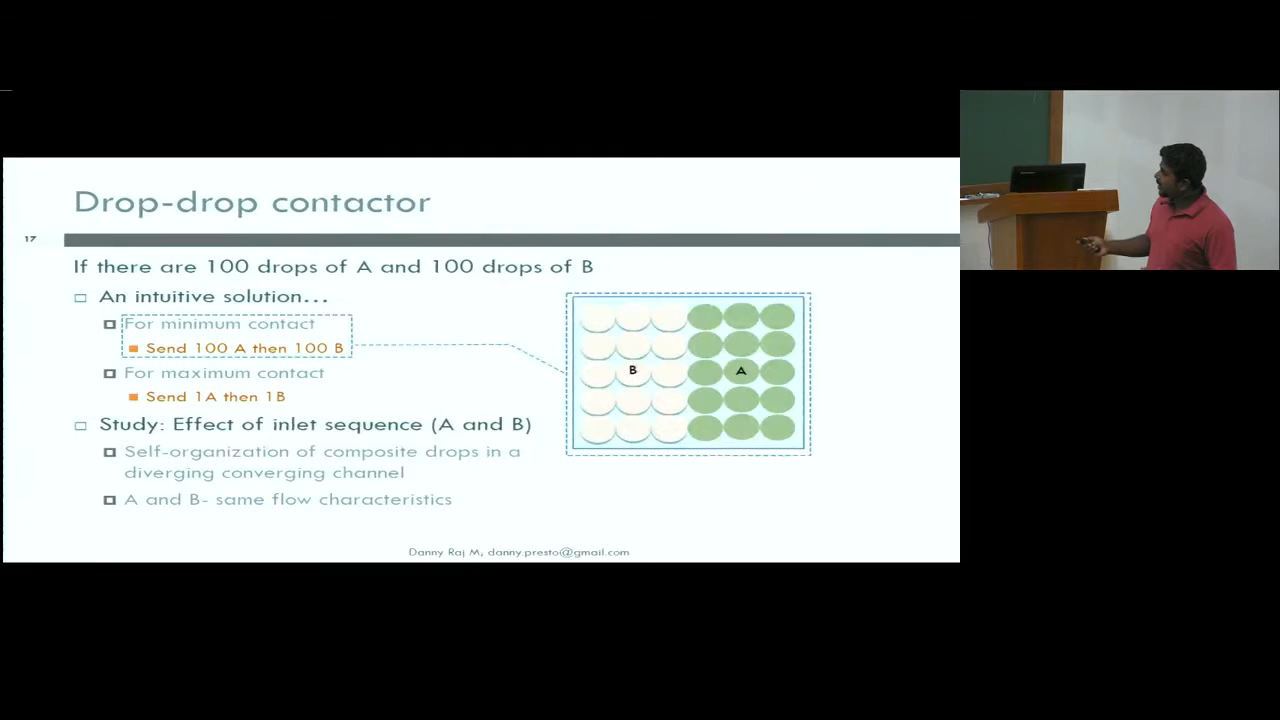 Drop-drop contactor
17
If there are 100 drops of A and 100 drops of B
An intuitive solution...
For minimum contact
Send 100 A then 100 B
For maximum contact
Send 1A then 1B
Study: Effect of inlet sequence (A and B)
Self-organization of composite drops in a
diverging converging channel
A and B- same flow characteristics
B
A
Danny Raj M, danny.presto@gmail.com